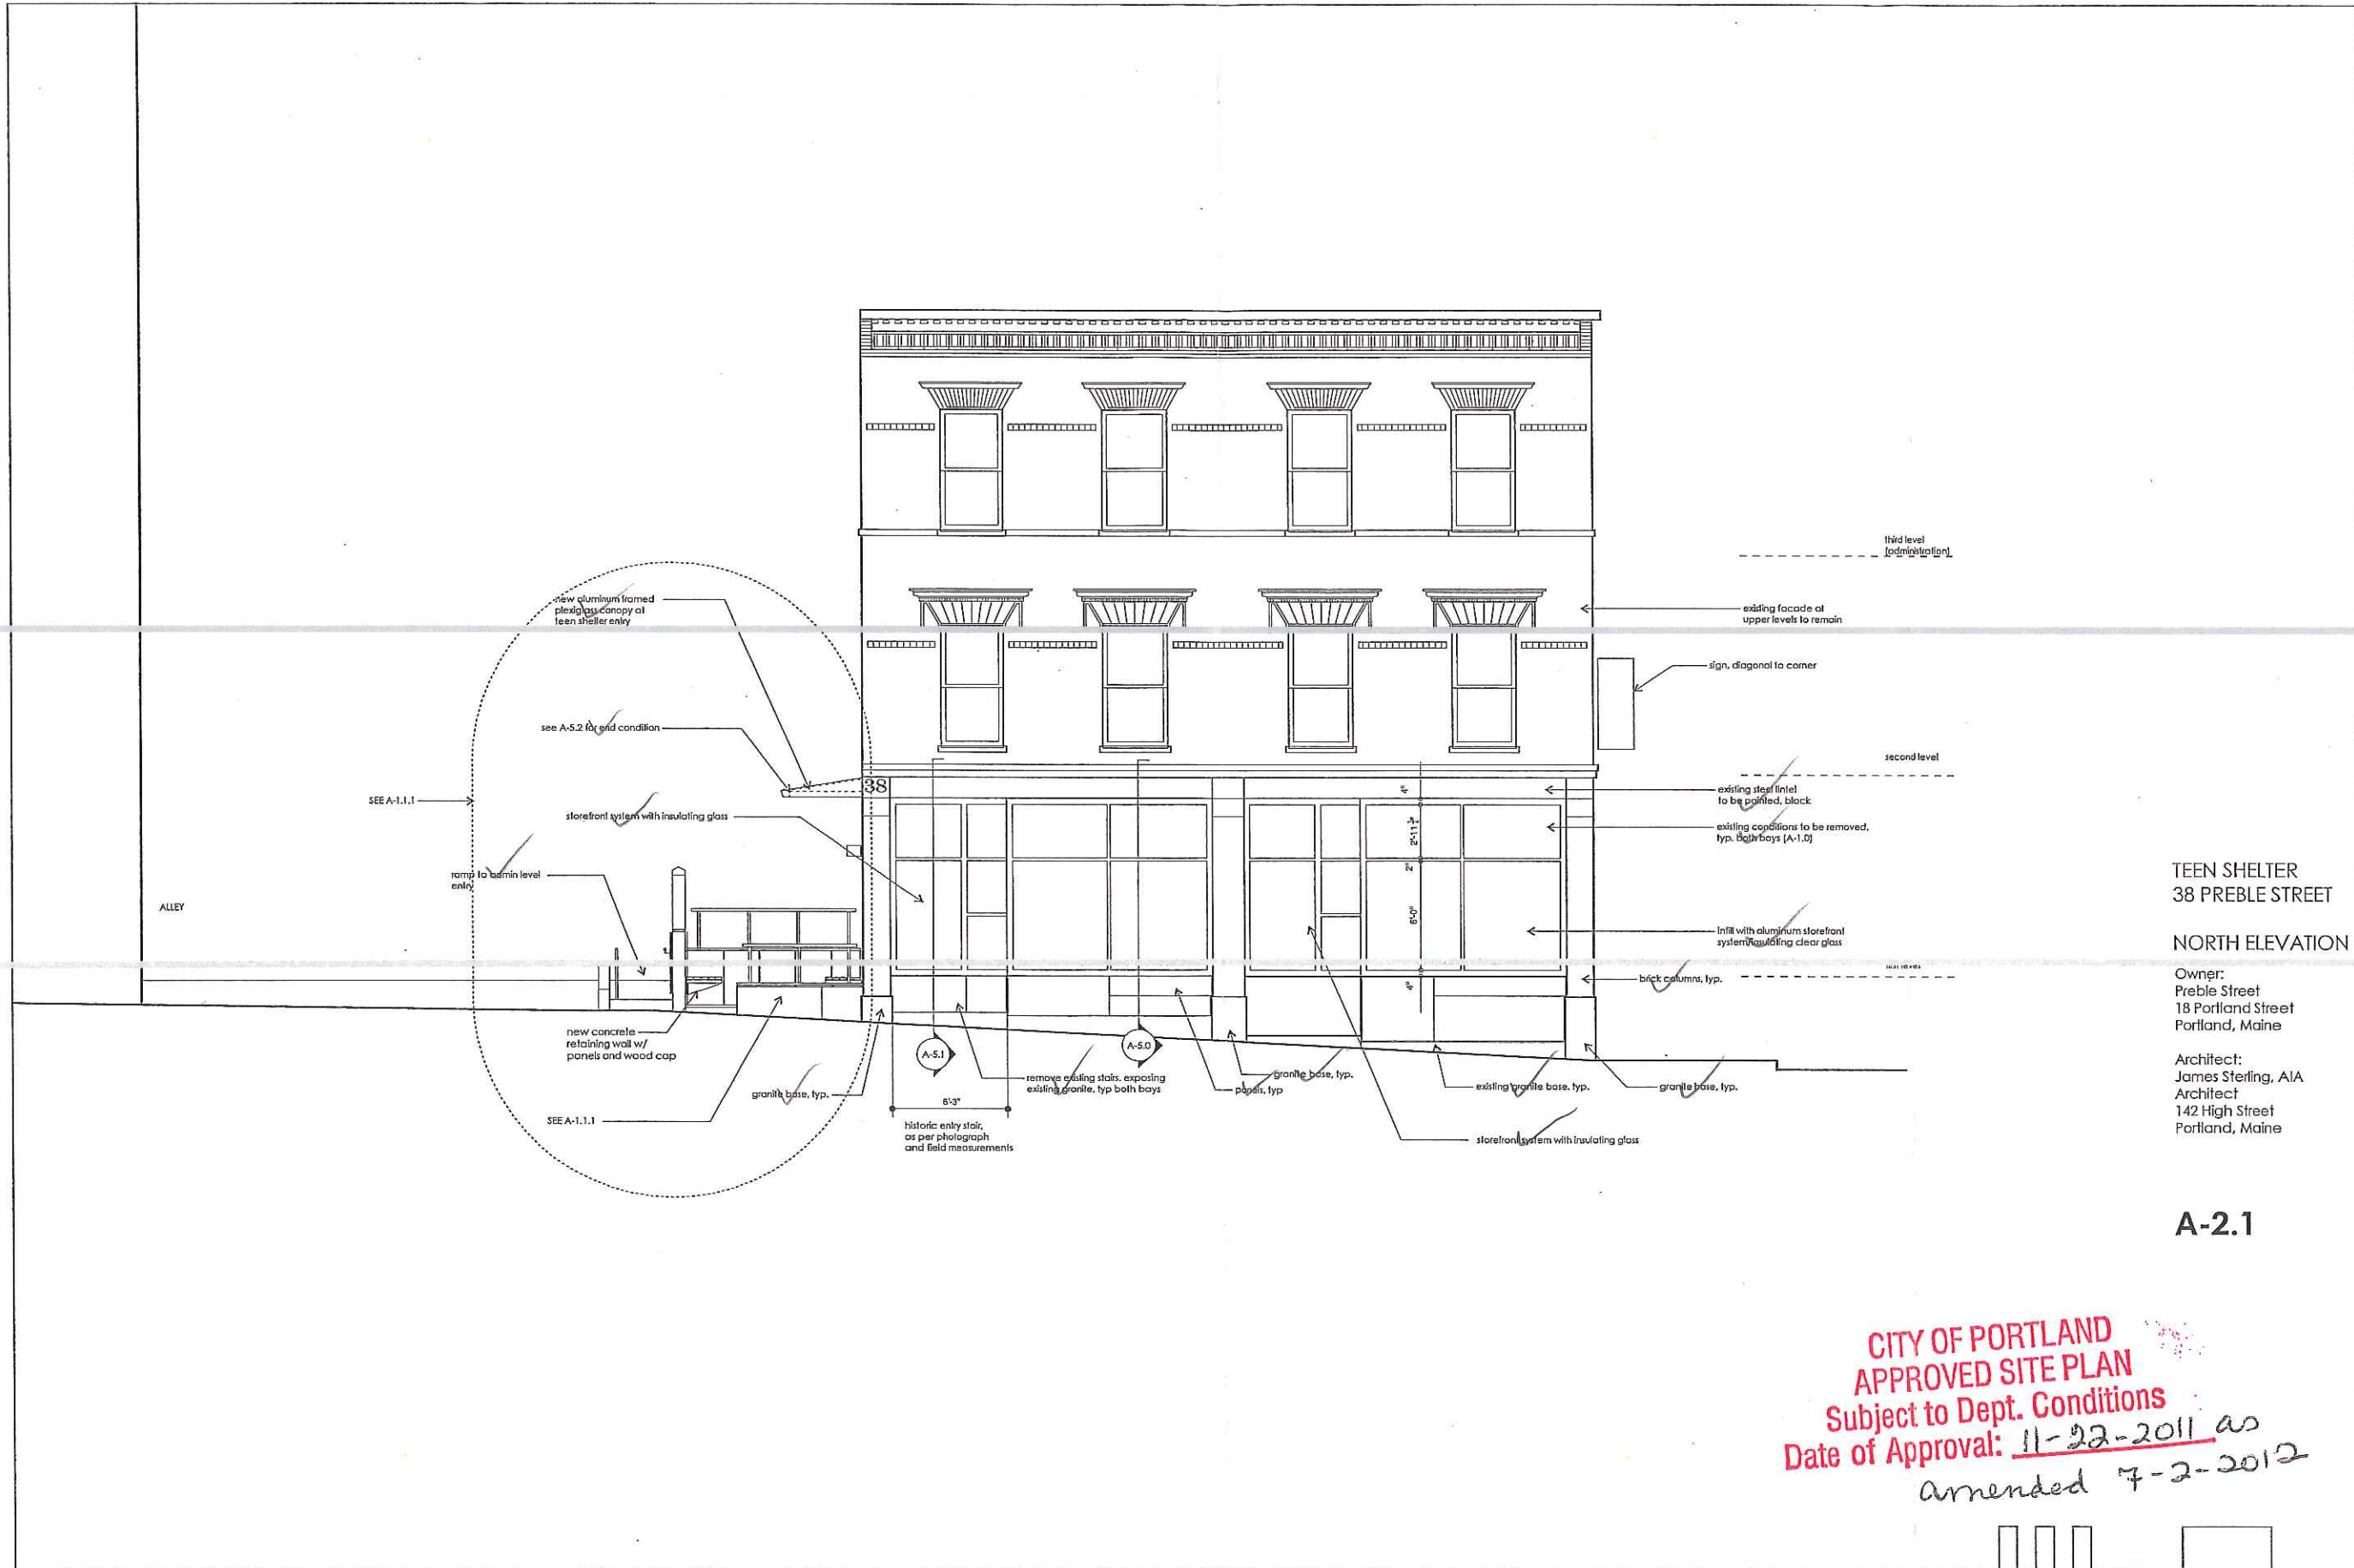 third level
(administration)
new aluminum framed
plexiglass canopy at
teen shelter entry
existing facade at
upper levels to remain
sign, diagonal to corner
see A-5.2 for end condition
second level
38
SEE A-1.1.1
storefront system with insulating glass
4"
2'-11
2"
6'-0"
4"
existing steel lintel
to be painted, black
existing conditions to be removed,
typ. both bays (A-1.0)
ramp to admin level
entry
ALLEY
infill with aluminum storefront
system insulating clear glass
brick columns, typ.
new concrete
retaining wall w/
panels and wood cap
A-5.1
A-5.0
granite base, typ.
remove existing stairs, exposing
existing granite, typ both bays
panels, typ
granite base, typ.
existing granite base, typ.
granite base, typ.
6'-3"
SEE A-1.1.1
historic entry stair,
as per photograph
and field measurements
storefront system with insulating glass
TEEN SHELTER
38 PREBLE STREET
NORTH ELEVATION
Owner:
Preble Street
18 Portland Street
Portland, Maine
Architect:
James Sterling, AIA
Architect
142 High Street
Portland, Maine
A-2.1
CITY OF PORTLAND
APPROVED SITE PLAN
Subject to Dept. Conditions
Date of Approval: 11-22-2011 as
amended 7-2-2012